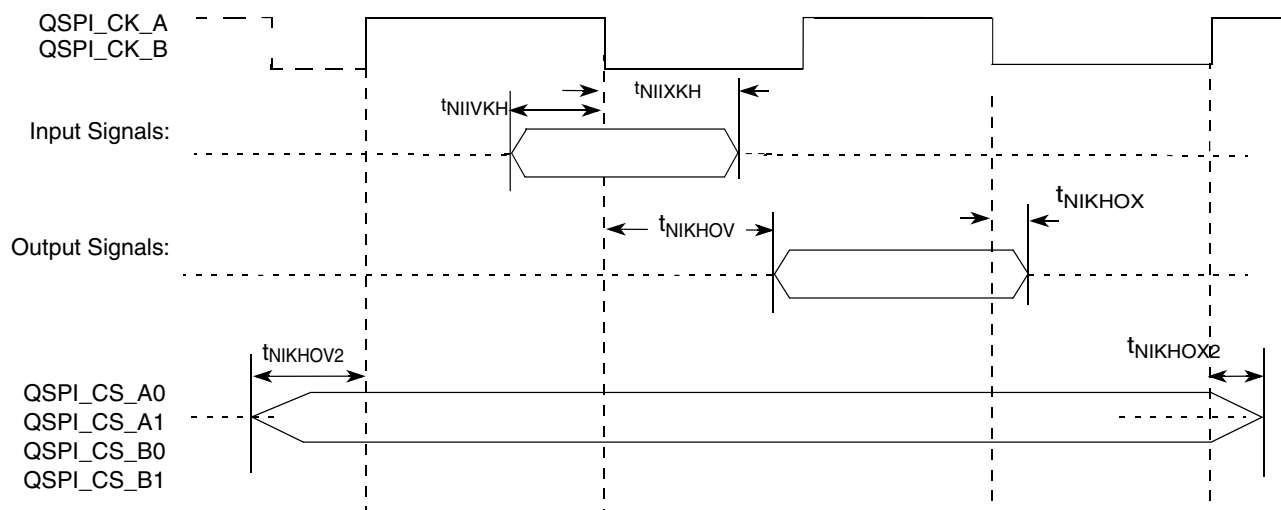 QSPI_CK_A
QSPI_CK_B
tNIIVKH
tNIIXKH
Input Signals:
tNIKHOV
tNIKHOX
Output Signals:
tNIKHOV2
tNIKHOX2
QSPI_CS_A0
QSPI_CS_A1
QSPI_CS_B0
QSPI_CS_B1